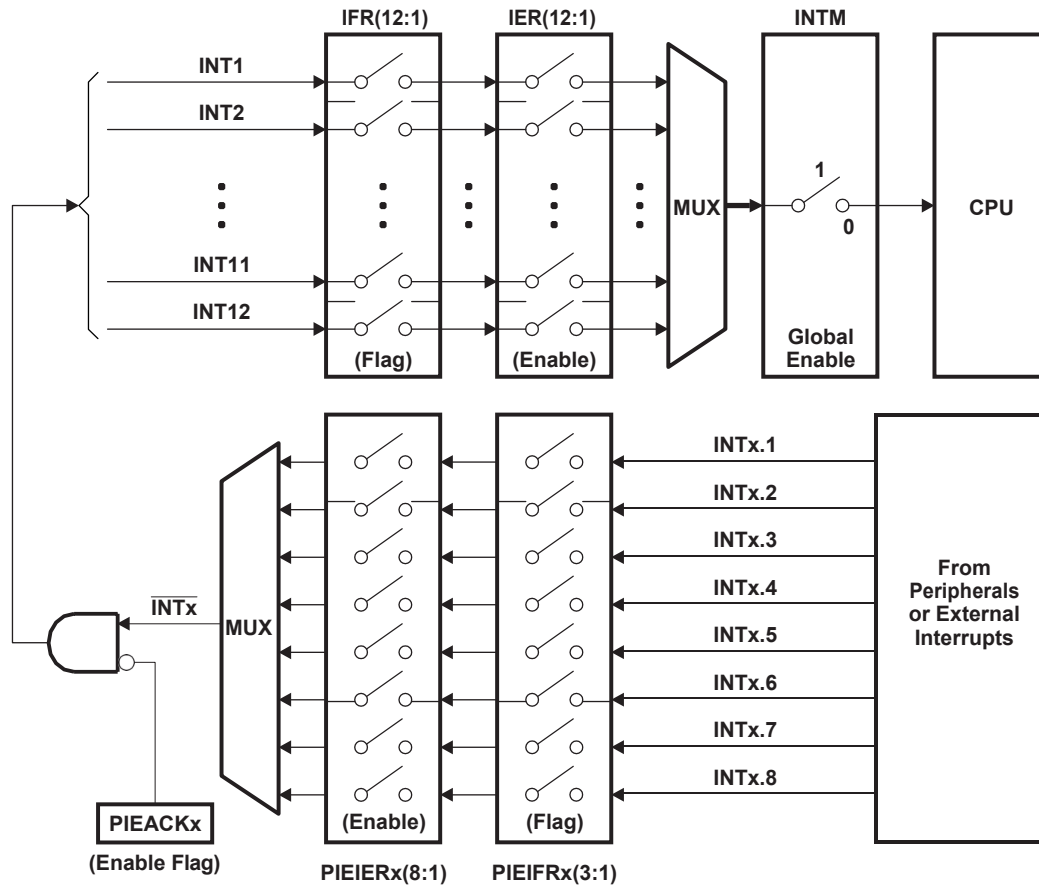 IFR(12:1) IER(12:1) INTM
INT1
INT2
1
MUX
CPU
0
INT11
INT12
(Flag) (Enable)
Global
Enable
INTx.1
INTx.2
INTx.3
INTx.4
INTx.5
INTx.6
INTx.7
INTx.8
From
Peripherals
or External
Interrupts
INTx
MUX
PIEACKx
(Enable Flag)
(Enable) (Flag)
PIEIERx(8:1) PIEIFRx(3:1)